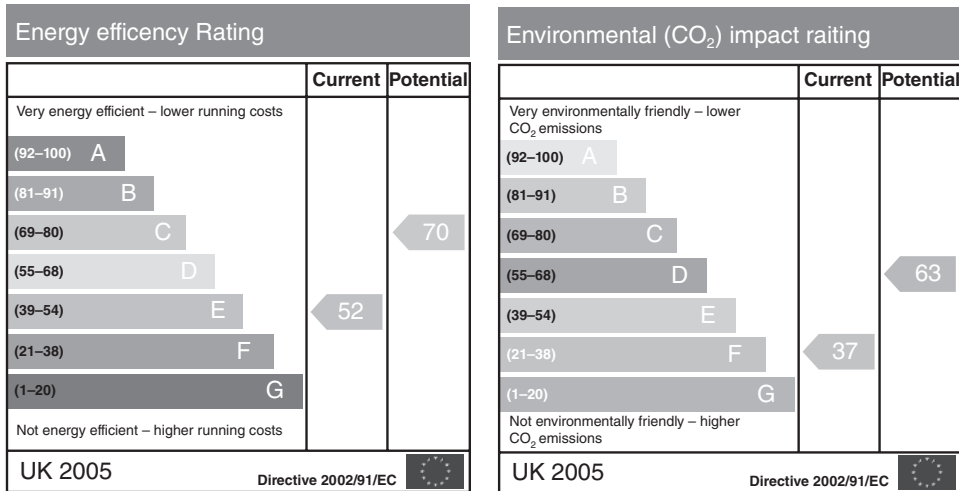 Energy efficency Rating
Current Potential
Very energy efficient – lower running costs
(92–100) A
(81–91) B
(69–80) C
70
(55–68) D
(39–54) E
52
(21–38) F
(1–20) G
Not energy efficient – higher running costs
UK 2005
Directive 2002/91/EC
Environmental (CO₂) impact raiting
Current Potential
Very environmentally friendly – lower
CO₂ emissions
(92–100) A
(81–91) B
(69–80) C
(55–68) D
63
(39–54) E
(21–38) F
37
(1–20) G
Not environmentally friendly – higher
CO₂ emissions
UK 2005
Directive 2002/91/EC